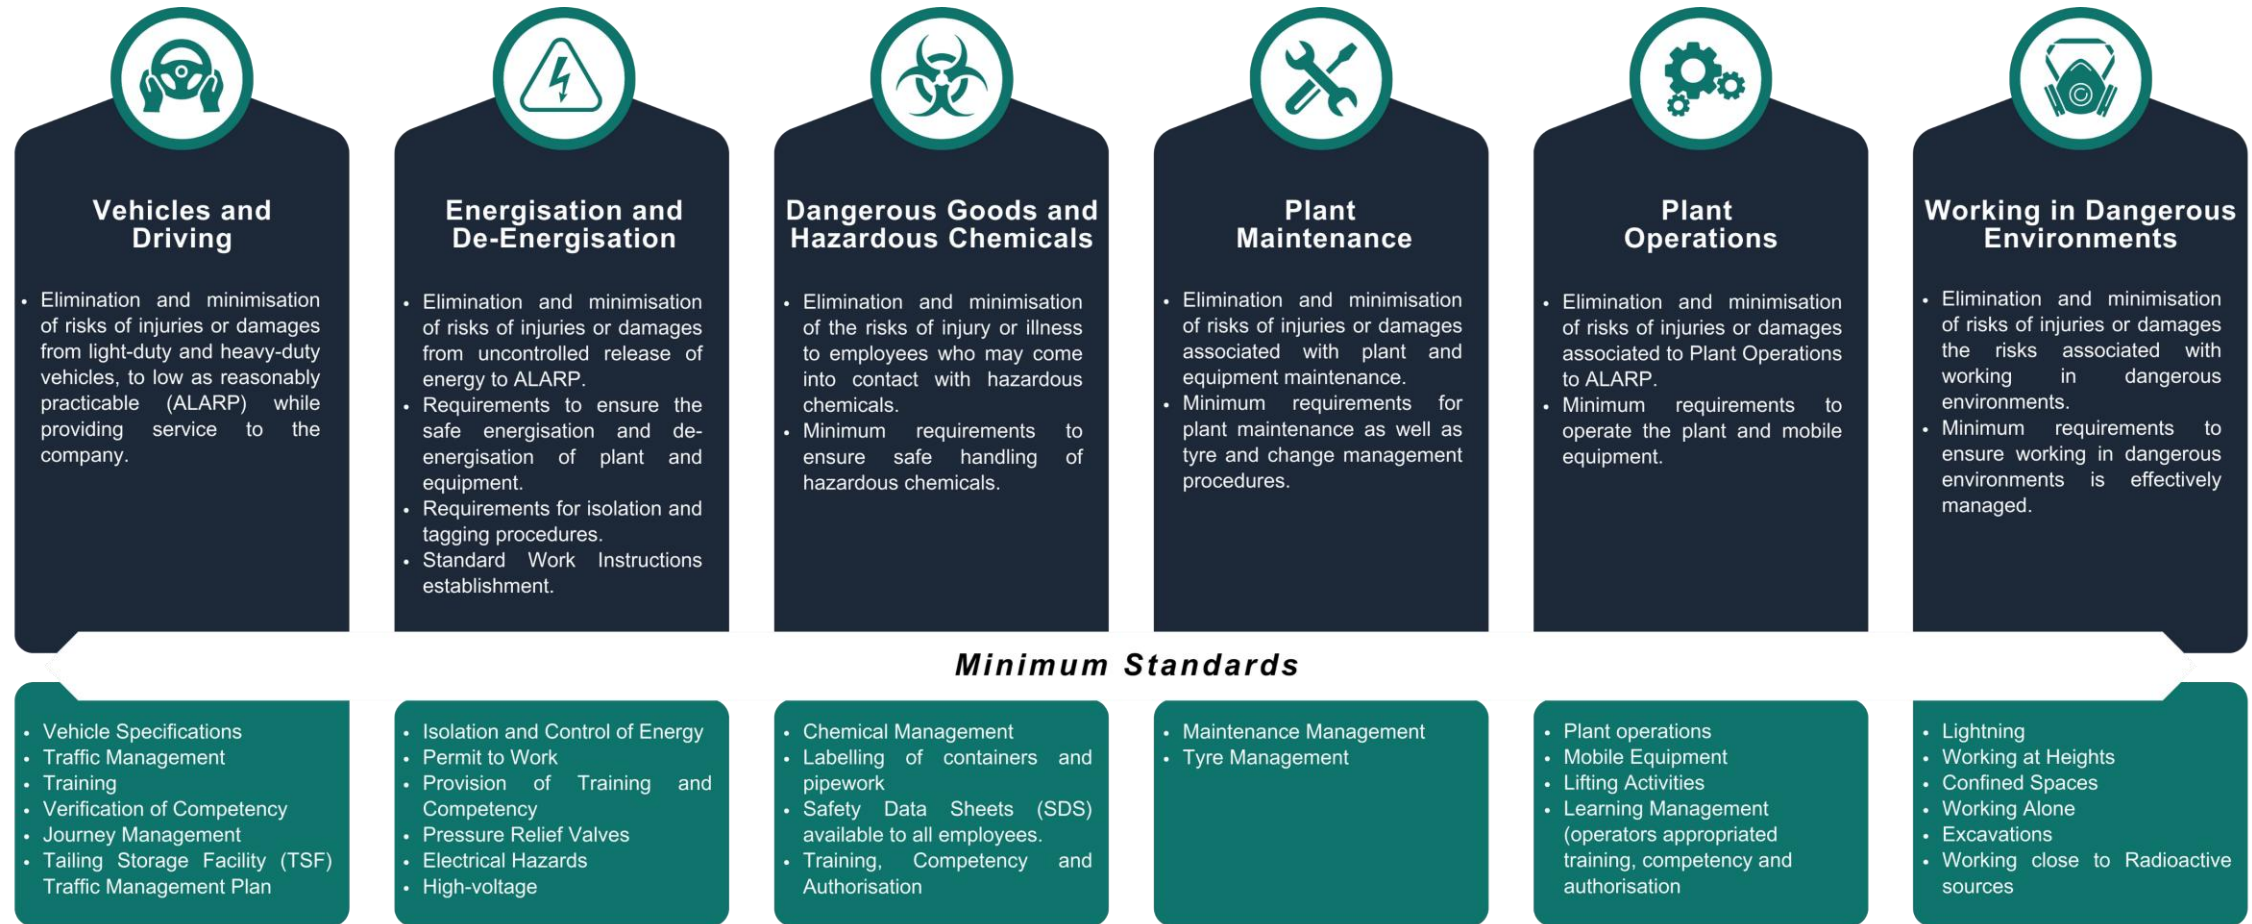 Vehicles and
Driving
• Elimination and minimisation
of risks of injuries or damages
from light-duty and heavy-duty
vehicles, to low as reasonably
practicable (ALARP) while
providing service to the
company.
Energisation and
De-Energisation
• Elimination and minimisation
of risks of injuries or damages
from uncontrolled release of
energy to ALARP.
• Requirements to ensure the
safe energisation and de-
energisation of plant and
equipment.
• Requirements for isolation and
tagging procedures.
• Standard Work Instructions
establishment.
Dangerous Goods and
Hazardous Chemicals
• Elimination and minimisation
of the risks of injury or illness
to employees who may come
into contact with hazardous
chemicals.
• Minimum requirements to
ensure safe handling of
hazardous chemicals.
Plant
Maintenance
• Elimination and minimisation
of risks of injuries or damages
associated with plant and
equipment maintenance.
• Minimum requirements for
plant maintenance as well as
tyre and change management
procedures.
Plant
Operations
• Elimination and minimisation
of risks of injuries or damages
associated to Plant Operations
to ALARP.
• Minimum requirements to
operate the plant and mobile
equipment.
Working in Dangerous
Environments
• Elimination and minimisation
of risks of injuries or damages
the risks associated with
working in dangerous
environments.
• Minimum requirements to
ensure working in dangerous
environments is effectively
managed.
Minimum Standards
• Vehicle Specifications
• Traffic Management
• Training
• Verification of Competency
• Journey Management
• Tailing Storage Facility (TSF)
Traffic Management Plan
• Isolation and Control of Energy
• Permit to Work
• Provision of Training and
Competency
• Pressure Relief Valves
• Electrical Hazards
• High-voltage
• Chemical Management
• Labelling of containers and
pipework
• Safety Data Sheets (SDS)
available to all employees.
• Training, Competency and
Authorisation
• Maintenance Management
• Tyre Management
• Plant operations
• Mobile Equipment
• Lifting Activities
• Learning Management
(operators appropriated
training, competency and
authorisation
• Lightning
• Working at Heights
• Confined Spaces
• Working Alone
• Excavations
• Working close to Radioactive
sources